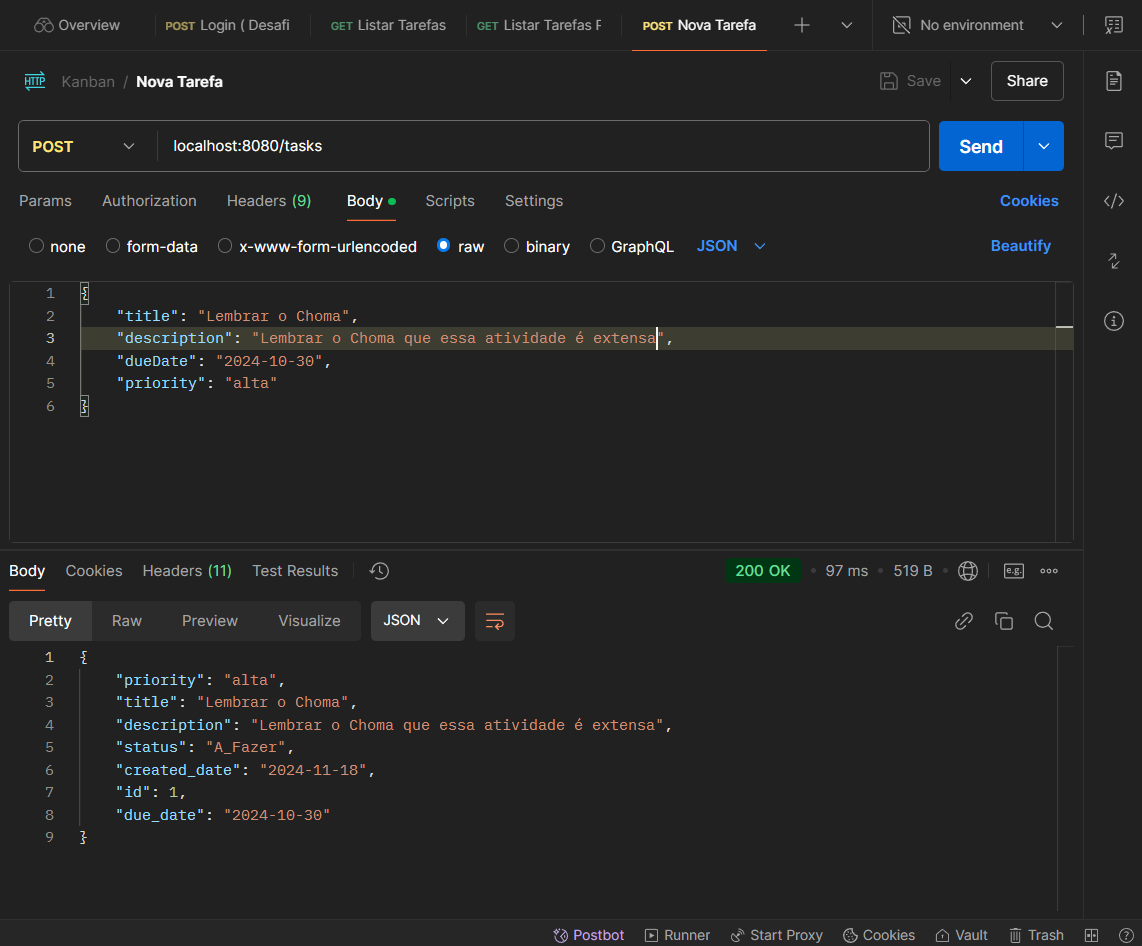 Overview POST Login ( Desafi GET Listar Tarefas GET Listar Tarefas F POST Nova Tarefa No environment
HTTP Kanban / Nova Tarefa Save Share
POST localhost:8080/tasks Send
Params Authorization Headers (9) Body Scripts Settings Cookies
none form-data x-www-form-urlencoded raw binary GraphQL JSON Beautify
1 {
2 "title": "Lembrar o Choma",
3 "description": "Lembrar o Choma que essa atividade é extensa",
4 "dueDate": "2024-10-30",
5 "priority": "alta"
6 }
Body Cookies Headers (11) Test Results 200 OK 97 ms 519 B e.g.
Pretty Raw Preview Visualize JSON
1 {
2 "priority": "alta",
3 "title": "Lembrar o Choma",
4 "description": "Lembrar o Choma que essa atividade é extensa",
5 "status": "A_Fazer",
6 "created_date": "2024-11-18",
7 "id": 1,
8 "due_date": "2024-10-30"
9 }
Postbot Runner Start Proxy Cookies Vault Trash